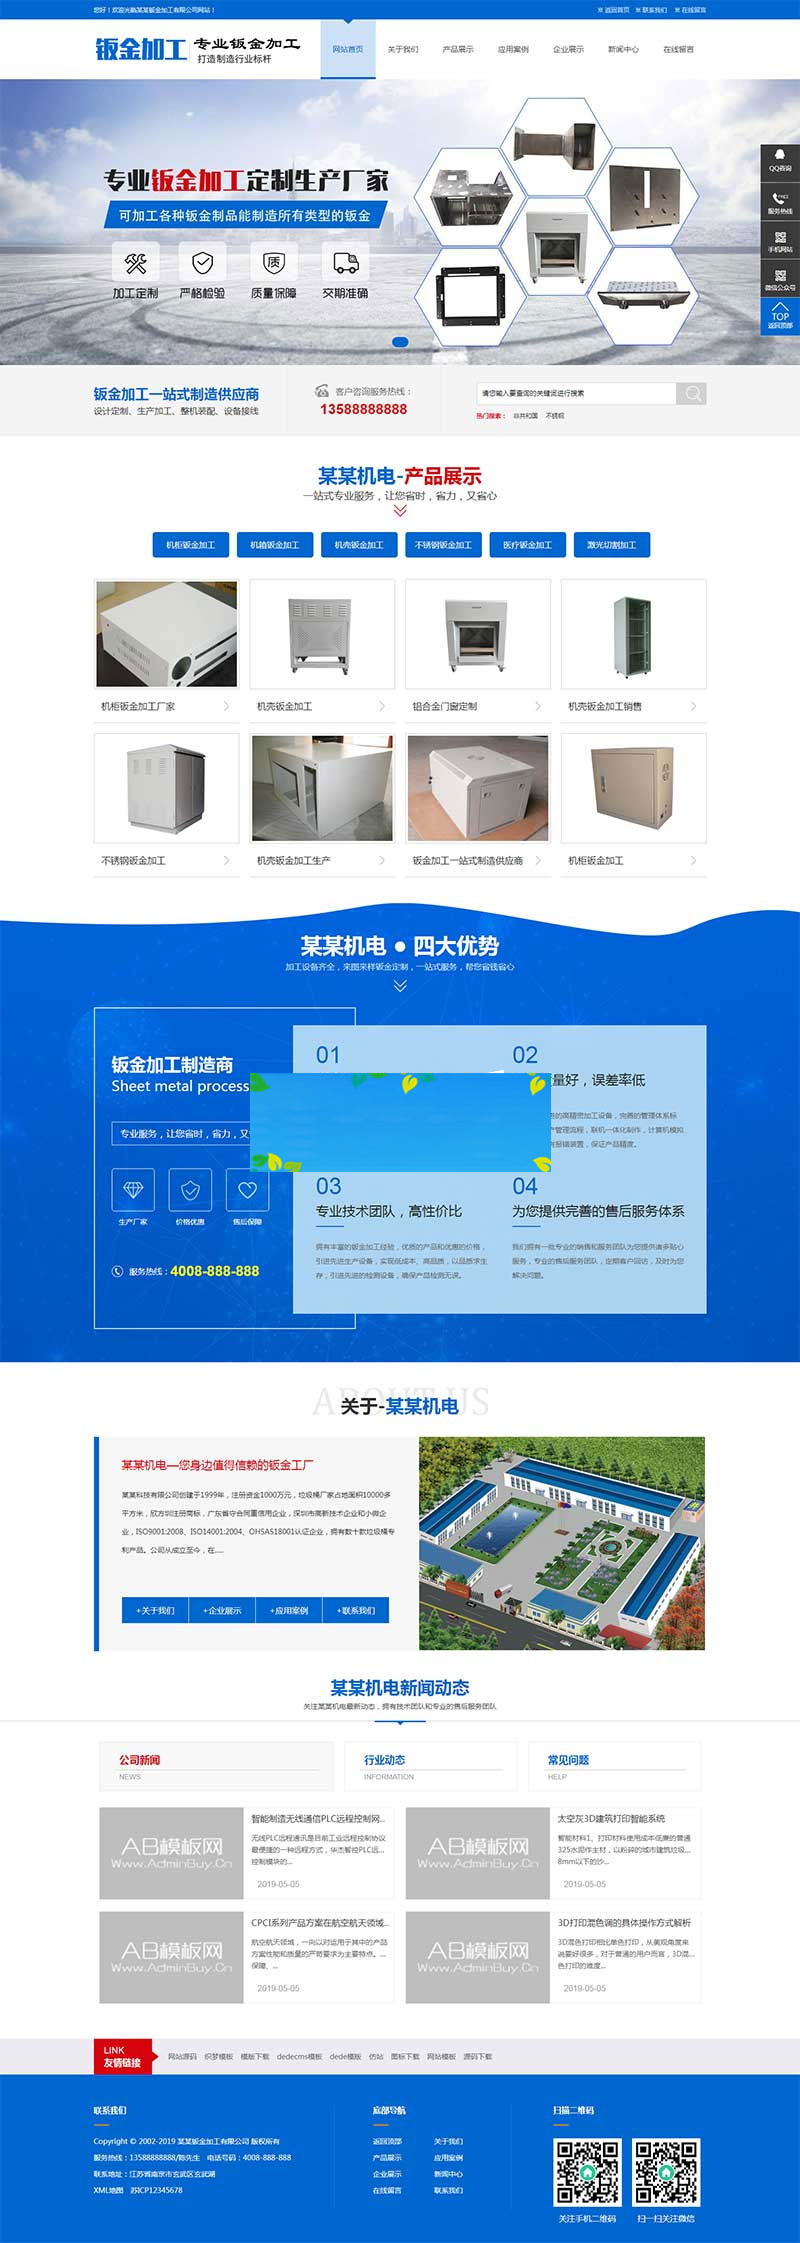 您好！欢迎光临某某钣金加工有限公司网站！
返回首页 联系我们 在线留言
钣金加工 专业钣金加工
打造制造行业标杆
网站首页 关于我们 产品展示 应用案例 企业展示 新闻中心 在线留言
专业钣金加工定制生产厂家
可加工各种钣金制品能制造所有类型的钣金
质
加工定制 严格检验 质量保障 交期准确
QQ咨询
服务热线
手机网站
微信公众号
TOP
返回顶部
钣金加工一站式制造供应商
设计定制、生产加工、整机装配、设备接线
客户咨询服务热线：
13588888888
请您输入要查询的关键词进行搜索
热门搜索： 非共和国 不锈钢
某某机电-产品展示
一站式专业服务，让您省时，省力，又省心
机柜钣金加工 机箱钣金加工 机壳钣金加工 不锈钢钣金加工 医疗钣金加工 激光切割加工
机柜钣金加工厂家 机壳钣金加工 铝合金门窗定制 机壳钣金加工销售
不锈钢钣金加工 机壳钣金加工生产 钣金加工一站式制造供应商 机柜钣金加工
某某机电 ● 四大优势
加工设备齐全，来图来样钣金定制，一站式服务，帮您省钱省心
钣金加工制造商
Sheet metal process
专业服务，让您省时，省力，又
生产厂家 价格优惠 售后保障
服务热线：4008-888-888
01
02
量好，误差率低
进的高精密加工设备，完善的管理体系标
产管理流程，联机一体化制作，计算机模拟
报错装置，保证产品精度。
03
专业技术团队，高性价比
拥有丰富的钣金加工经验，优质的产品和优惠的价格，
引进先进生产设备，实现低成本、高品质，以品质求生
存，引进先进的检测设备，确保产品检测无误。
04
为您提供完善的售后服务体系
我们拥有一批专业的销售和服务团队为您提供诸多贴心
服务，专业的售后服务团队，定期客户回访，及时为您
解决问题。
ABOUT US
关于-某某机电
某某机电—您身边值得信赖的钣金工厂
某某科技有限公司创建于1999年，注册资金1000万元，垃圾桶厂家占地面积10000多
平方米，欣方圳注册商标，广东省守合同重信用企业，深圳市高新技术企业和小微企
业，ISO9001:2008、ISO14001:2004、OHSAS18001认证企业，拥有数十款垃圾桶专
利产品。公司从成立至今，在.....
+关于我们 +企业展示 +应用案例 +联系我们
某某机电新闻动态
关注某某机电最新动态，拥有技术团队和专业的售后服务团队
公司新闻
NEWS
行业动态
INFORMATION
常见问题
HELP
AB模板网
Www.AdminBuy.Cn
智能制造无线通信PLC远程控制网...
无线PLC远程通讯是目前工业远程控制协议
最便捷的一种远程方式，华杰智控PLC远...
控制模块的...
2019-05-05
AB模板网
Www.AdminBuy.Cn
太空灰3D建筑打印智能系统
智能材料1、打印材料使用成本低廉的普通
325水泥作主材，以粉碎的城市建筑垃圾...
8mm以下的沙...
2019-05-05
AB模板网
Www.AdminBuy.Cn
CPCI系列产品方案在航空航天领域...
航空航天领域，一向以对运用于其中的产品
方案性能和质量的严苛要求为主要特点。...
保障、...
2019-05-05
AB模板网
Www.AdminBuy.Cn
3D打印混色调的具体操作方式解析
3D混色打印相比单色打印，从美观角度来
说要好很多，对于普通的用户而言，3D混...
色打印的难度...
2019-05-05
LINK
友情链接
网站源码 织梦模板 模版下载 dedecms模板 dede模版 仿站 图标下载 网站模板 源码下载
联系我们
Copyright © 2002-2019 某某钣金加工有限公司 版权所有
服务热线：13588888888/陈先生 电话号码：4008-888-888
联系地址：江苏省南京市玄武区玄武湖
XML地图 苏ICP12345678
底部导航
返回顶部 关于我们
产品展示 应用案例
企业展示 新闻中心
在线留言 联系我们
扫描二维码
关注手机二维码 扫一扫关注微信